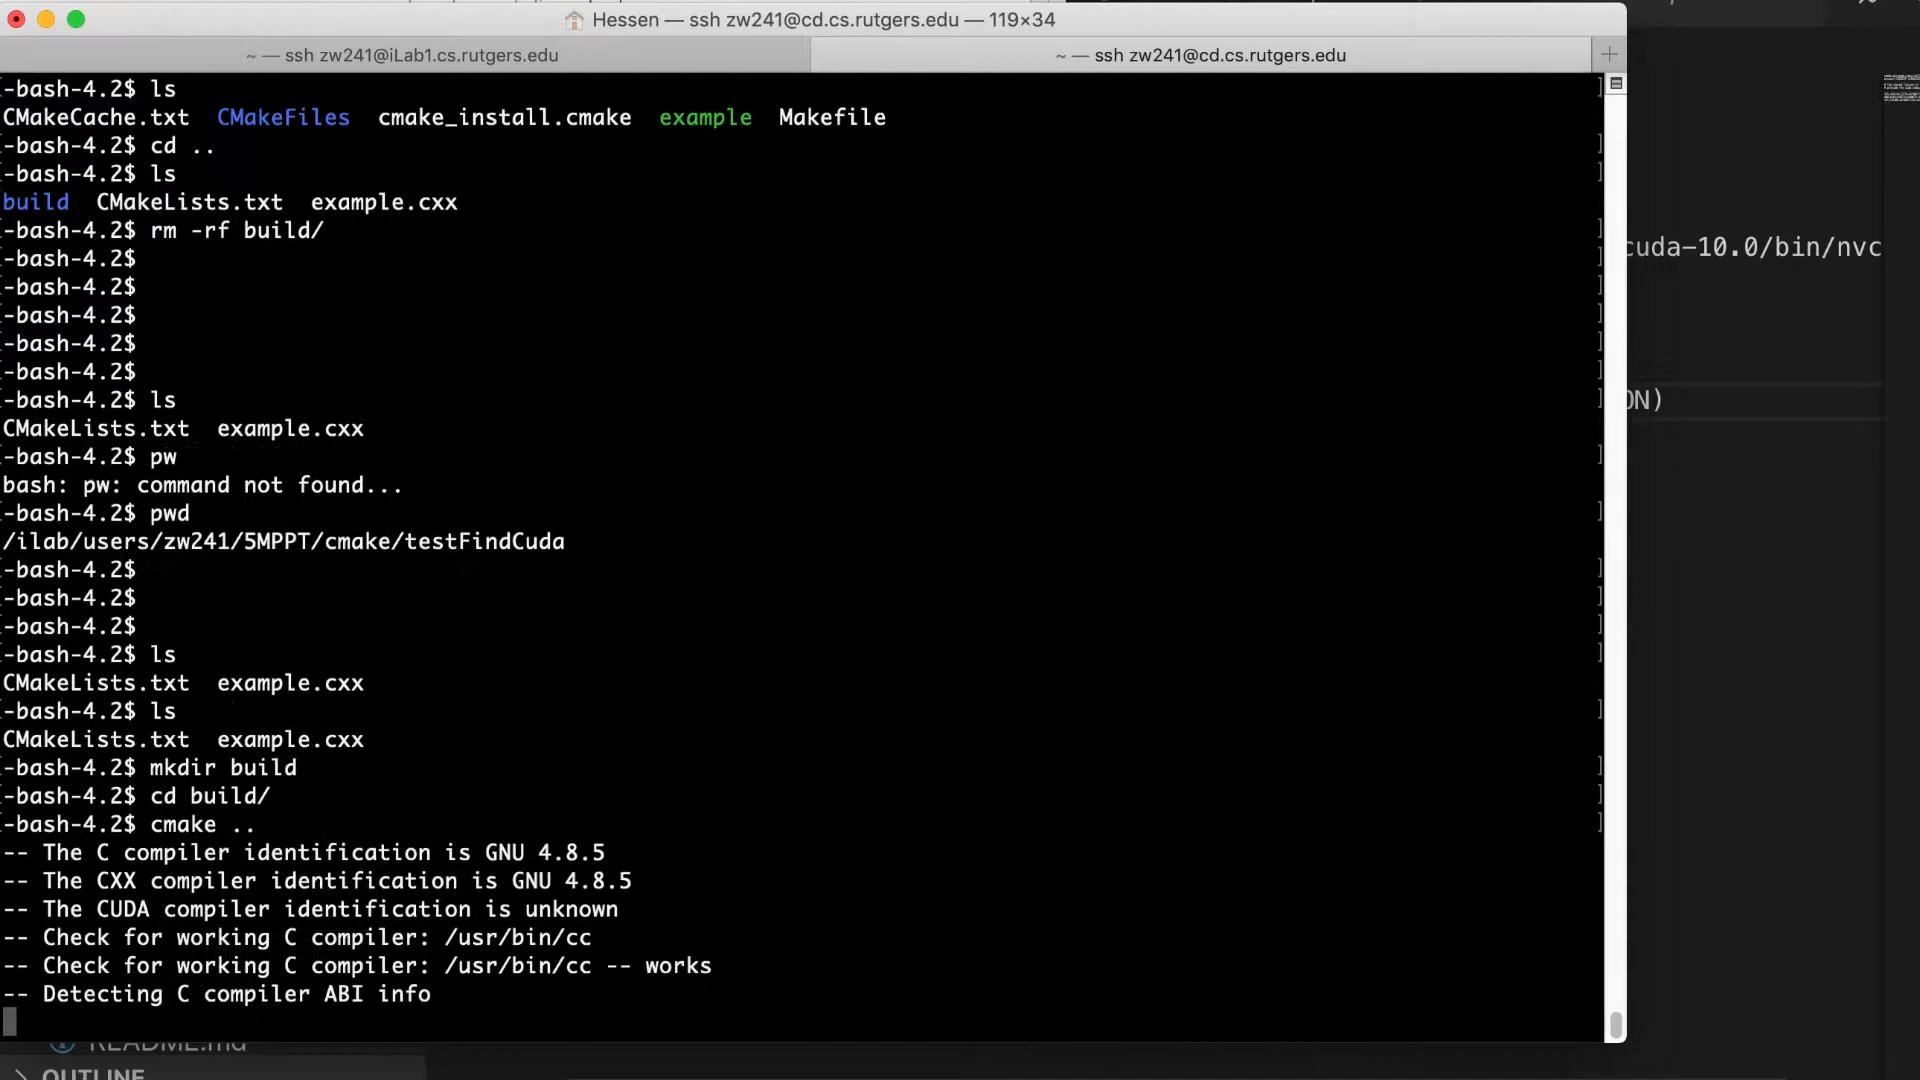 Hessen — ssh zw241@cd.cs.rutgers.edu — 119×34
~ — ssh zw241@iLab1.cs.rutgers.edu
~ — ssh zw241@cd.cs.rutgers.edu
-bash-4.2$ ls
CMakeCache.txt  CMakeFiles  cmake_install.cmake  example  Makefile
-bash-4.2$ cd ..
-bash-4.2$ ls
build  CMakeLists.txt  example.cxx
-bash-4.2$ rm -rf build/
-bash-4.2$
-bash-4.2$
-bash-4.2$
-bash-4.2$
-bash-4.2$
-bash-4.2$ ls
CMakeLists.txt  example.cxx
-bash-4.2$ pw
bash: pw: command not found...
-bash-4.2$ pwd
/ilab/users/zw241/5MPPT/cmake/testFindCuda
-bash-4.2$
-bash-4.2$
-bash-4.2$
-bash-4.2$ ls
CMakeLists.txt  example.cxx
-bash-4.2$ ls
CMakeLists.txt  example.cxx
-bash-4.2$ mkdir build
-bash-4.2$ cd build/
-bash-4.2$ cmake ..
-- The C compiler identification is GNU 4.8.5
-- The CXX compiler identification is GNU 4.8.5
-- The CUDA compiler identification is unknown
-- Check for working C compiler: /usr/bin/cc
-- Check for working C compiler: /usr/bin/cc -- works
-- Detecting C compiler ABI info
cuda-10.0/bin/nvc
ON)
README.md
OUTLINE